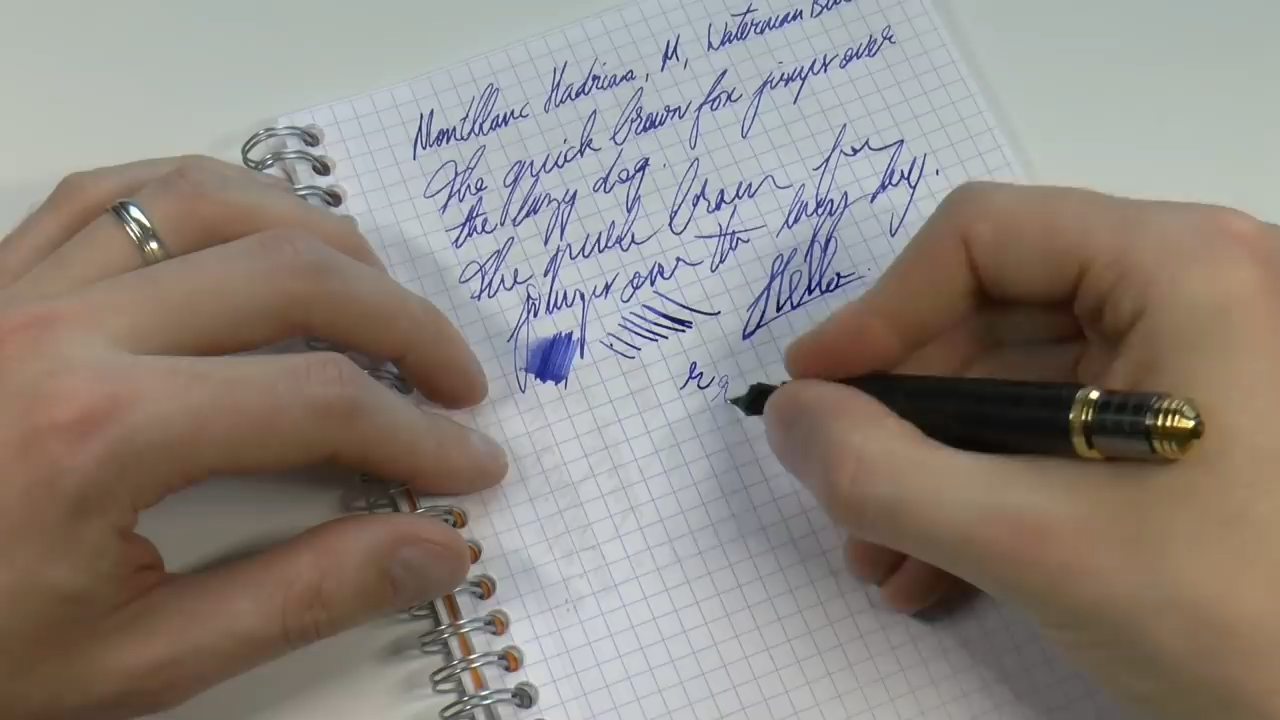 Montblanc Hadrian, M, Waterman Blue
The quick brown fox jumps over
the lazy dog.
The quick brown fox
jumps over the lazy dog.
Hello.